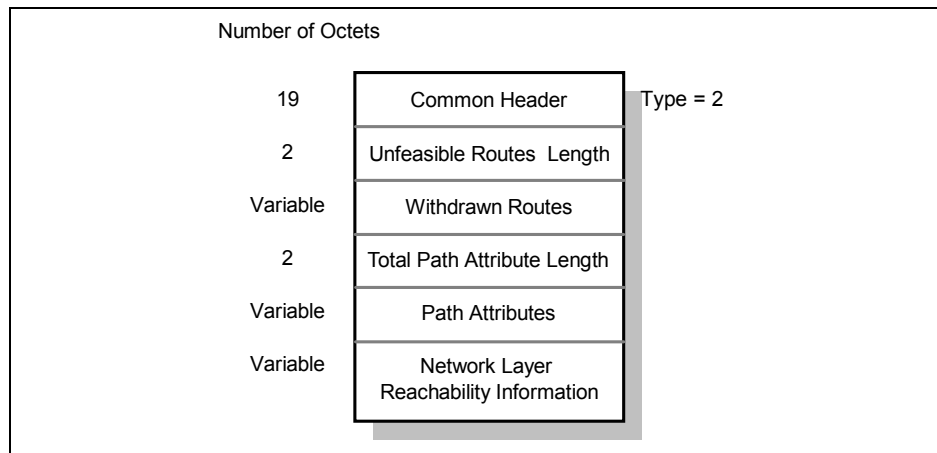 Number of Octets
19 Common Header Type = 2
2 Unfeasible Routes Length
Variable Withdrawn Routes
2 Total Path Attribute Length
Variable Path Attributes
Variable Network Layer
Reachability Information